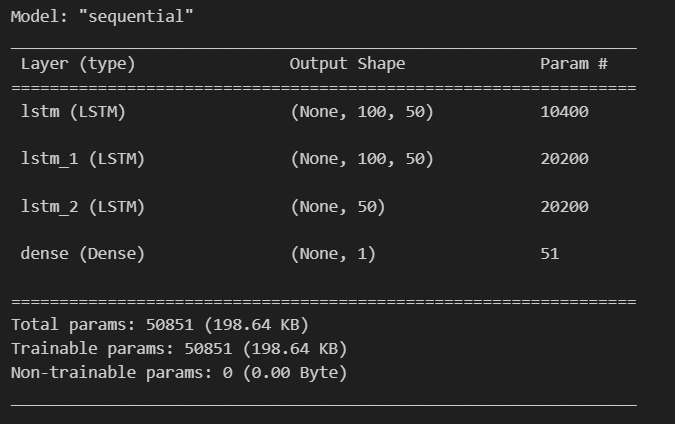 Model: "sequential"
_________________________________________________________________
Layer (type) Output Shape Param #
=================================================================
lstm (LSTM) (None, 100, 50) 10400
lstm_1 (LSTM) (None, 100, 50) 20200
lstm_2 (LSTM) (None, 50) 20200
dense (Dense) (None, 1) 51
=================================================================
Total params: 50851 (198.64 KB)
Trainable params: 50851 (198.64 KB)
Non-trainable params: 0 (0.00 Byte)
_________________________________________________________________